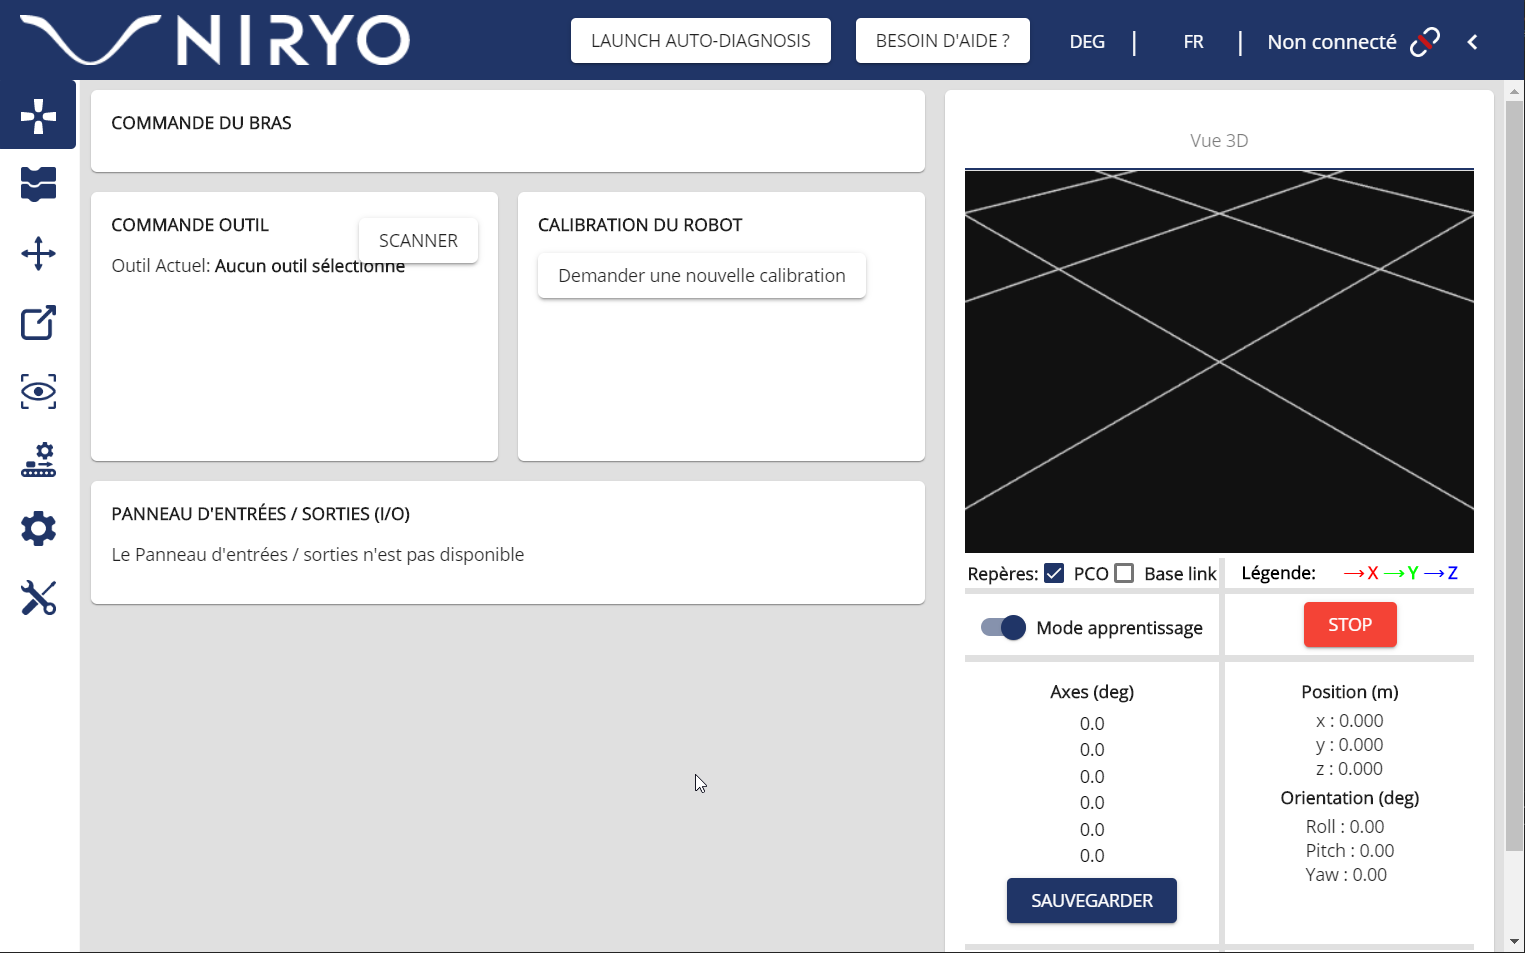 NIRYO
LAUNCH AUTO-DIAGNOSIS
BESOIN D'AIDE ?
DEG | FR | Non connecté
COMMANDE DU BRAS
COMMANDE OUTIL
SCANNER
Outil Actuel: Aucun outil sélectionné
CALIBRATION DU ROBOT
Demander une nouvelle calibration
PANNEAU D'ENTRÉES / SORTIES (I/O)
Le Panneau d'entrées / sorties n'est pas disponible
Vue 3D
Repères: PCO Base link
Légende: →X →Y →Z
Mode apprentissage
STOP
Axes (deg)
0.0
0.0
0.0
0.0
0.0
0.0
SAUVEGARDER
Position (m)
x : 0.000
y : 0.000
z : 0.000
Orientation (deg)
Roll : 0.00
Pitch : 0.00
Yaw : 0.00